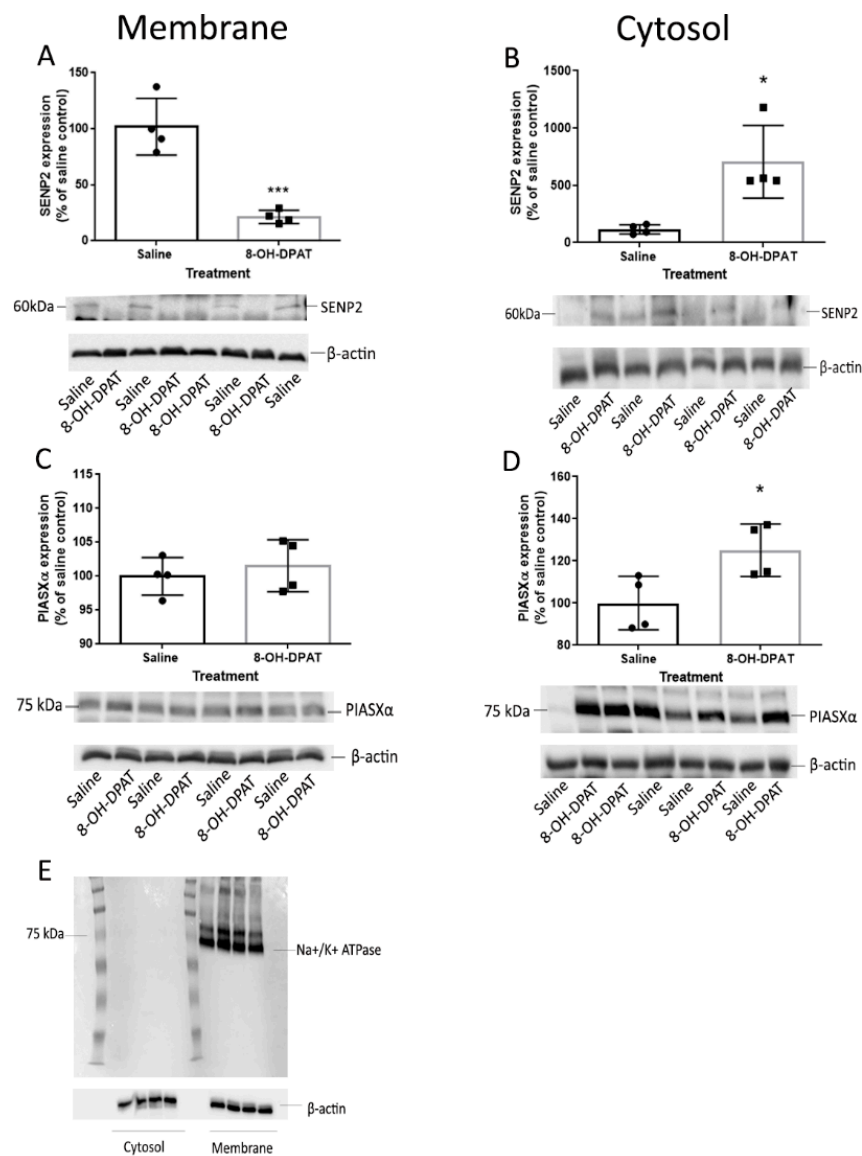 Membrane
Cytosol
A
SENP2 expression
(% of saline control)
150
100
50
0
***
Saline
8-OH-DPAT
Treatment
60kDa
SENP2
β-actin
Saline
8-OH-DPAT
Saline
8-OH-DPAT
8-OH-DPAT
Saline
8-OH-DPAT
Saline
B
SENP2 expression
(% of saline control)
1500
1000
500
0
*
Saline
8-OH-DPAT
Treatment
60kDa
SENP2
β-actin
Saline
8-OH-DPAT
Saline
8-OH-DPAT
Saline
8-OH-DPAT
Saline
8-OH-DPAT
C
PIASXα expression
(% of saline control)
115
110
105
100
95
90
Saline
8-OH-DPAT
Treatment
75 kDa
PIASXα
β-actin
Saline
8-OH-DPAT
Saline
8-OH-DPAT
Saline
8-OH-DPAT
Saline
8-OH-DPAT
D
PIASXα expression
(% of saline control)
160
140
120
100
80
*
Saline
8-OH-DPAT
Treatment
75 kDa
PIASXα
β-actin
Saline
8-OH-DPAT
8-OH-DPAT
Saline
Saline
8-OH-DPAT
Saline
8-OH-DPAT
E
75 kDa
Na+/K+ ATPase
β-actin
Cytosol
Membrane